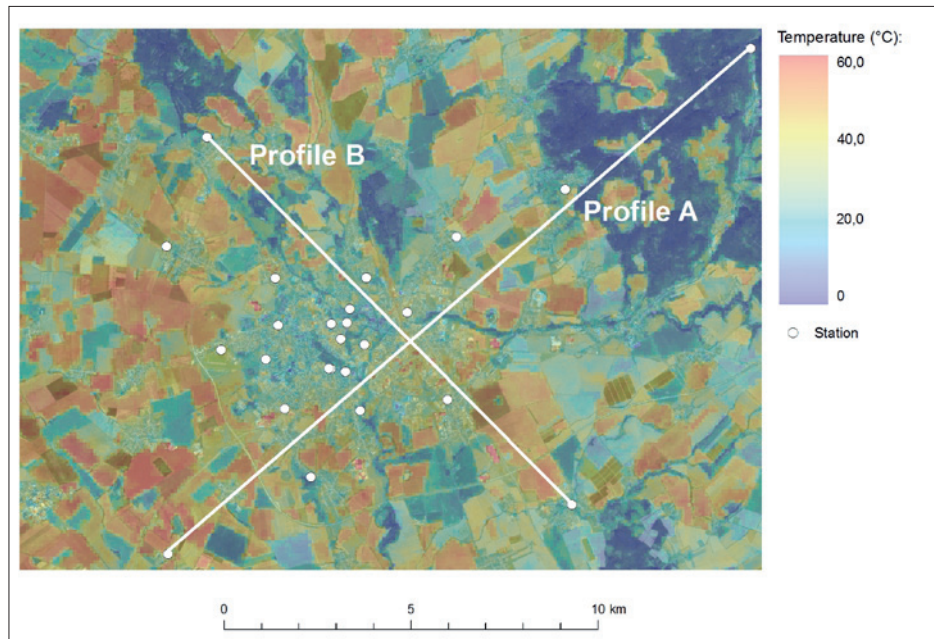 Temperature (°C):
60,0
40,0
20,0
0
Station
Profile B
Profile A
0 5 10 km